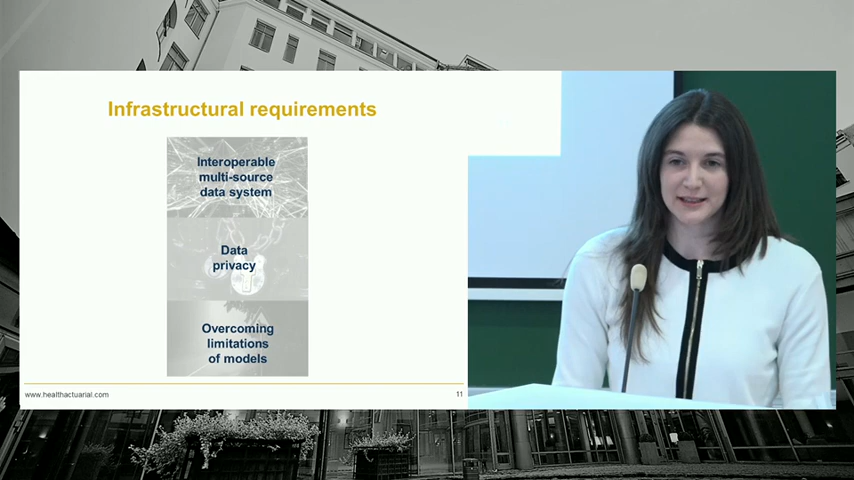 Infrastructural requirements
Interoperable
multi-source
data system
Data
privacy
Overcoming
limitations
of models
www.healthactuarial.com
11